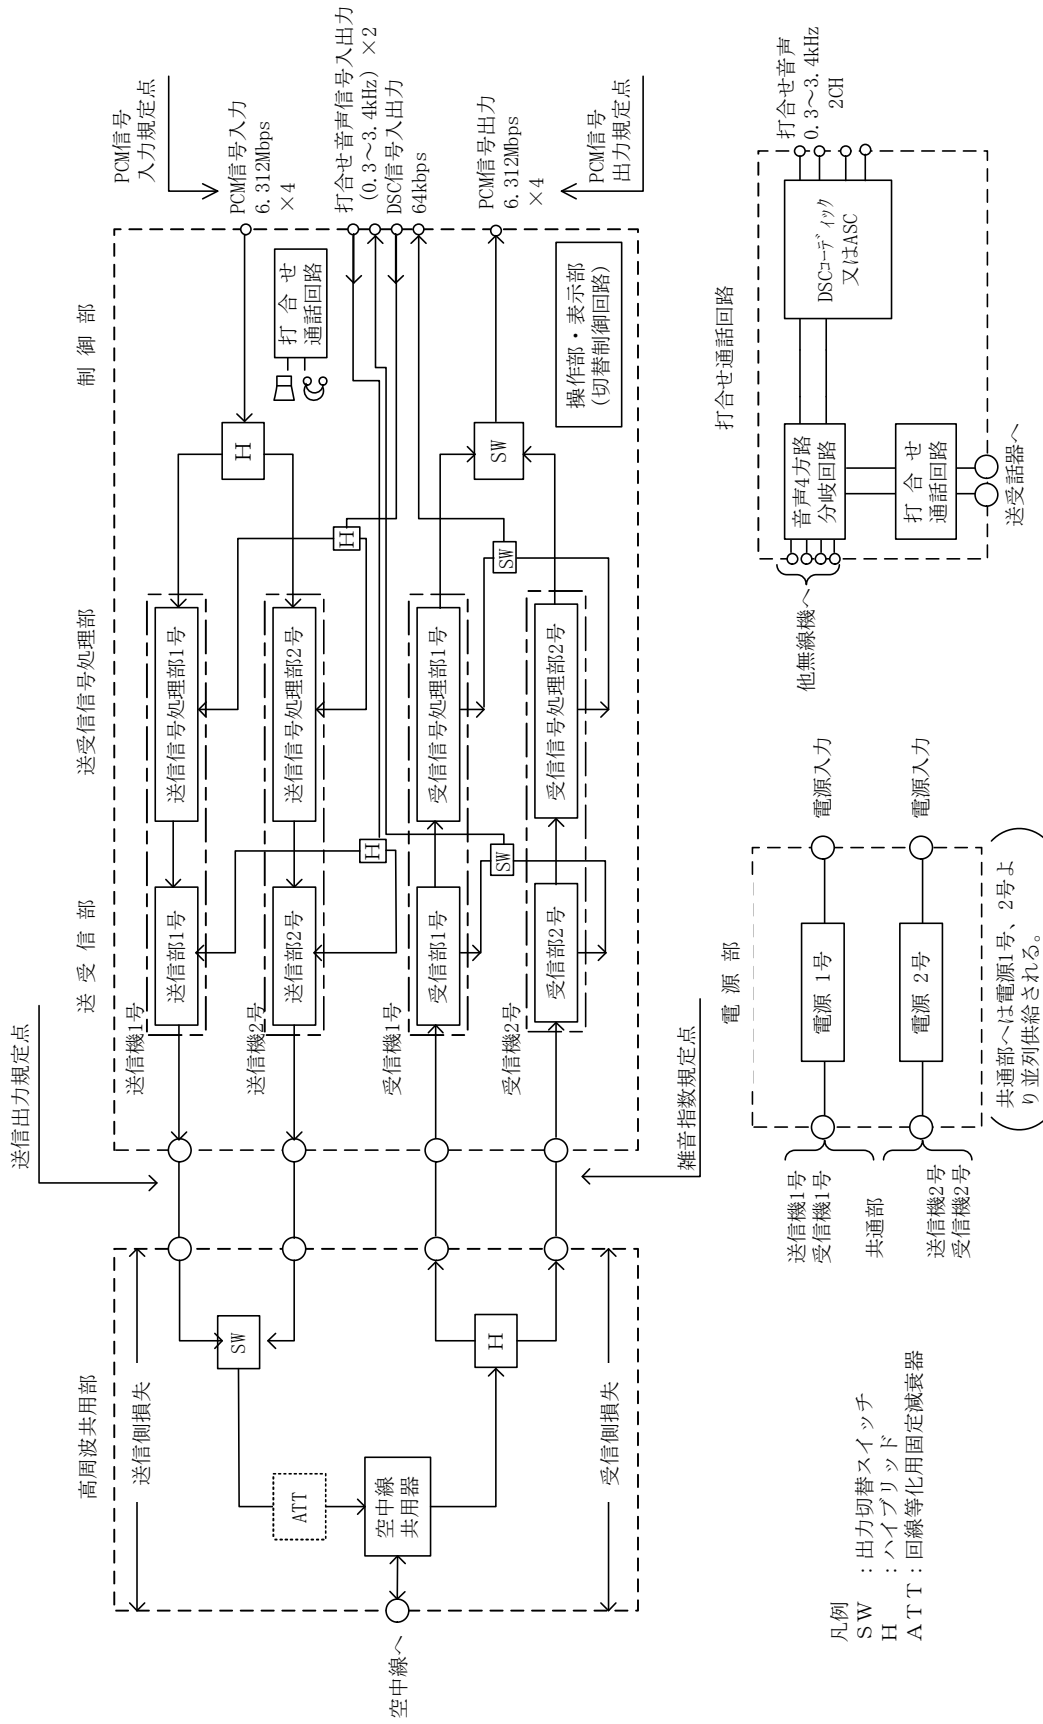 高周波共用部
送信側損失
SW
ATT
空中線
共用器
空中線へ
H
受信側損失
送信出力規定点
雑音指数規定点
送受信部
送受信信号処理部
制御部
送信機1号
送信部1号
送信信号処理部1号
送信機2号
送信部2号
送信信号処理部2号
受信機1号
受信部1号
受信信号処理部1号
受信機2号
受信部2号
受信信号処理部2号
H
H
H
SW
SW
SW
打合せ
通話回路
操作部・表示部
(切替制御回路)
PCM信号
入力規定点
PCM信号入力
6.312Mbps
×4
打合せ音声信号入出力
(0.3～3.4kHz) ×2
DSC信号入出力
64kbps
PCM信号出力
6.312Mbps
×4
PCM信号
出力規定点
凡例
SW :出力切替スイッチ
H :ハイブリッド
ATT:回線等化用固定減衰器
電源部
送信機1号
受信機1号
共通部
送信機2号
受信機2号
電源 1号
電源 2号
電源入力
電源入力
共通部へは電源1号、2号よ
り並列供給される。
打合せ通話回路
他無線機へ
音声4方路
分岐回路
打合せ
通話回路
送受話器へ
DSCコーディック
又はASC
打合せ音声
0.3～3.4kHz
2CH